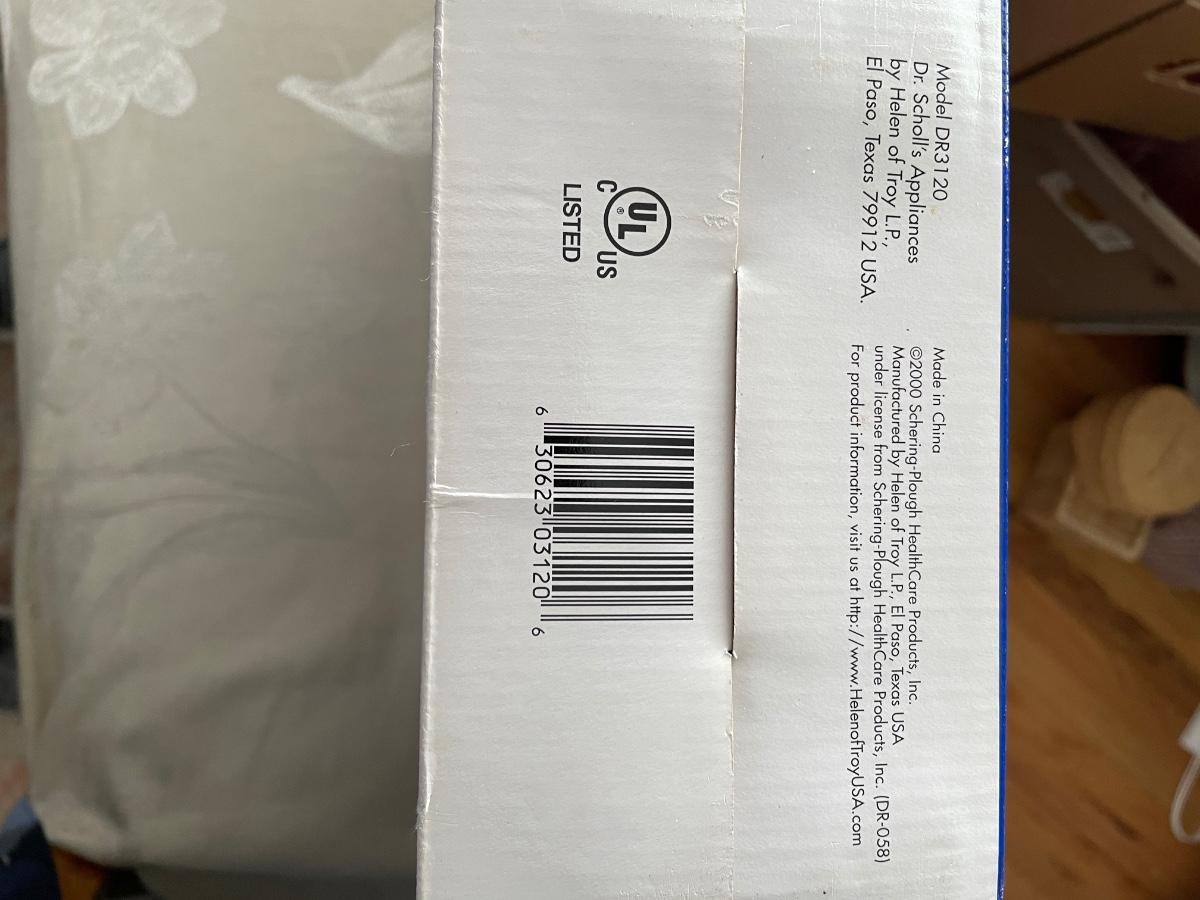 Model DR3120
Dr. Scholl's Appliances
by Helen of Troy L.P.,
El Paso, Texas 79912 USA.
Made in China
©2000 Schering-Plough HealthCare Products, Inc.
Manufactured by Helen of Troy L.P., El Paso, Texas USA
under license from Schering-Plough HealthCare Products, Inc. (DR-058)
For product information, visit us at http://www.HelenofTroyUSA.com
UL ®
C US
LISTED
6 30623 03120 6